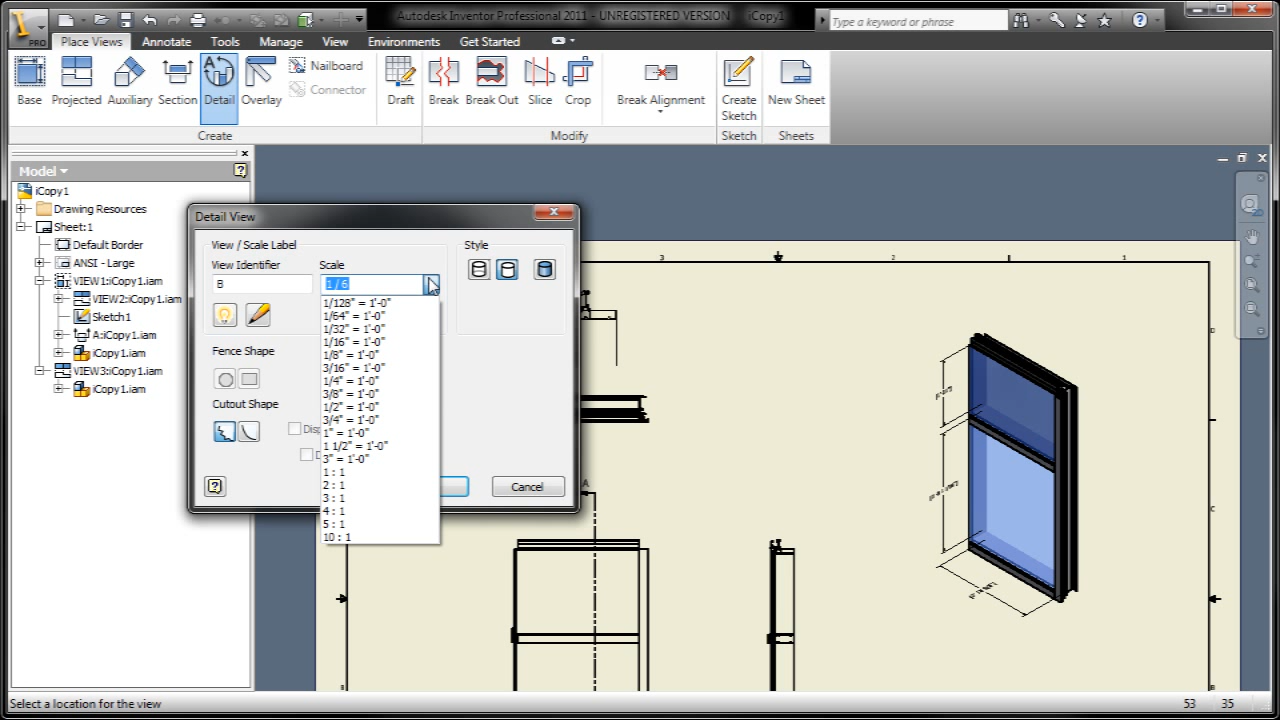 Autodesk Inventor Professional 2011 - UNREGISTERED VERSION iCopy1
Type a keyword or phrase
PRO
Place Views Annotate Tools Manage View Environments Get Started
Base Projected Auxiliary Section Detail Overlay
Nailboard
Connector
Draft Break Break Out Slice Crop Break Alignment
Create Sketch
New Sheet
Create Modify Sketch Sheets
Model
iCopy1
Drawing Resources
Sheet:1
Default Border
ANSI - Large
VIEW1:iCopy1.iam
VIEW2:iCopy1.iam
Sketch1
A:iCopy1.iam
iCopy1.iam
VIEW3:iCopy1.iam
iCopy1.iam
Detail View
View / Scale Label
View Identifier
Scale
Style
B
1 / 6
1/128" = 1'-0"
1/64" = 1'-0"
1/32" = 1'-0"
1/16" = 1'-0"
1/8" = 1'-0"
3/16" = 1'-0"
1/4" = 1'-0"
3/8" = 1'-0"
1/2" = 1'-0"
3/4" = 1'-0"
1" = 1'-0"
1 1/2" = 1'-0"
3" = 1'-0"
1 : 1
2 : 1
3 : 1
4 : 1
5 : 1
10 : 1
Fence Shape
Cutout Shape
Cancel
3 2 1
D
C
B
A
2D
Select a location for the view
53 35